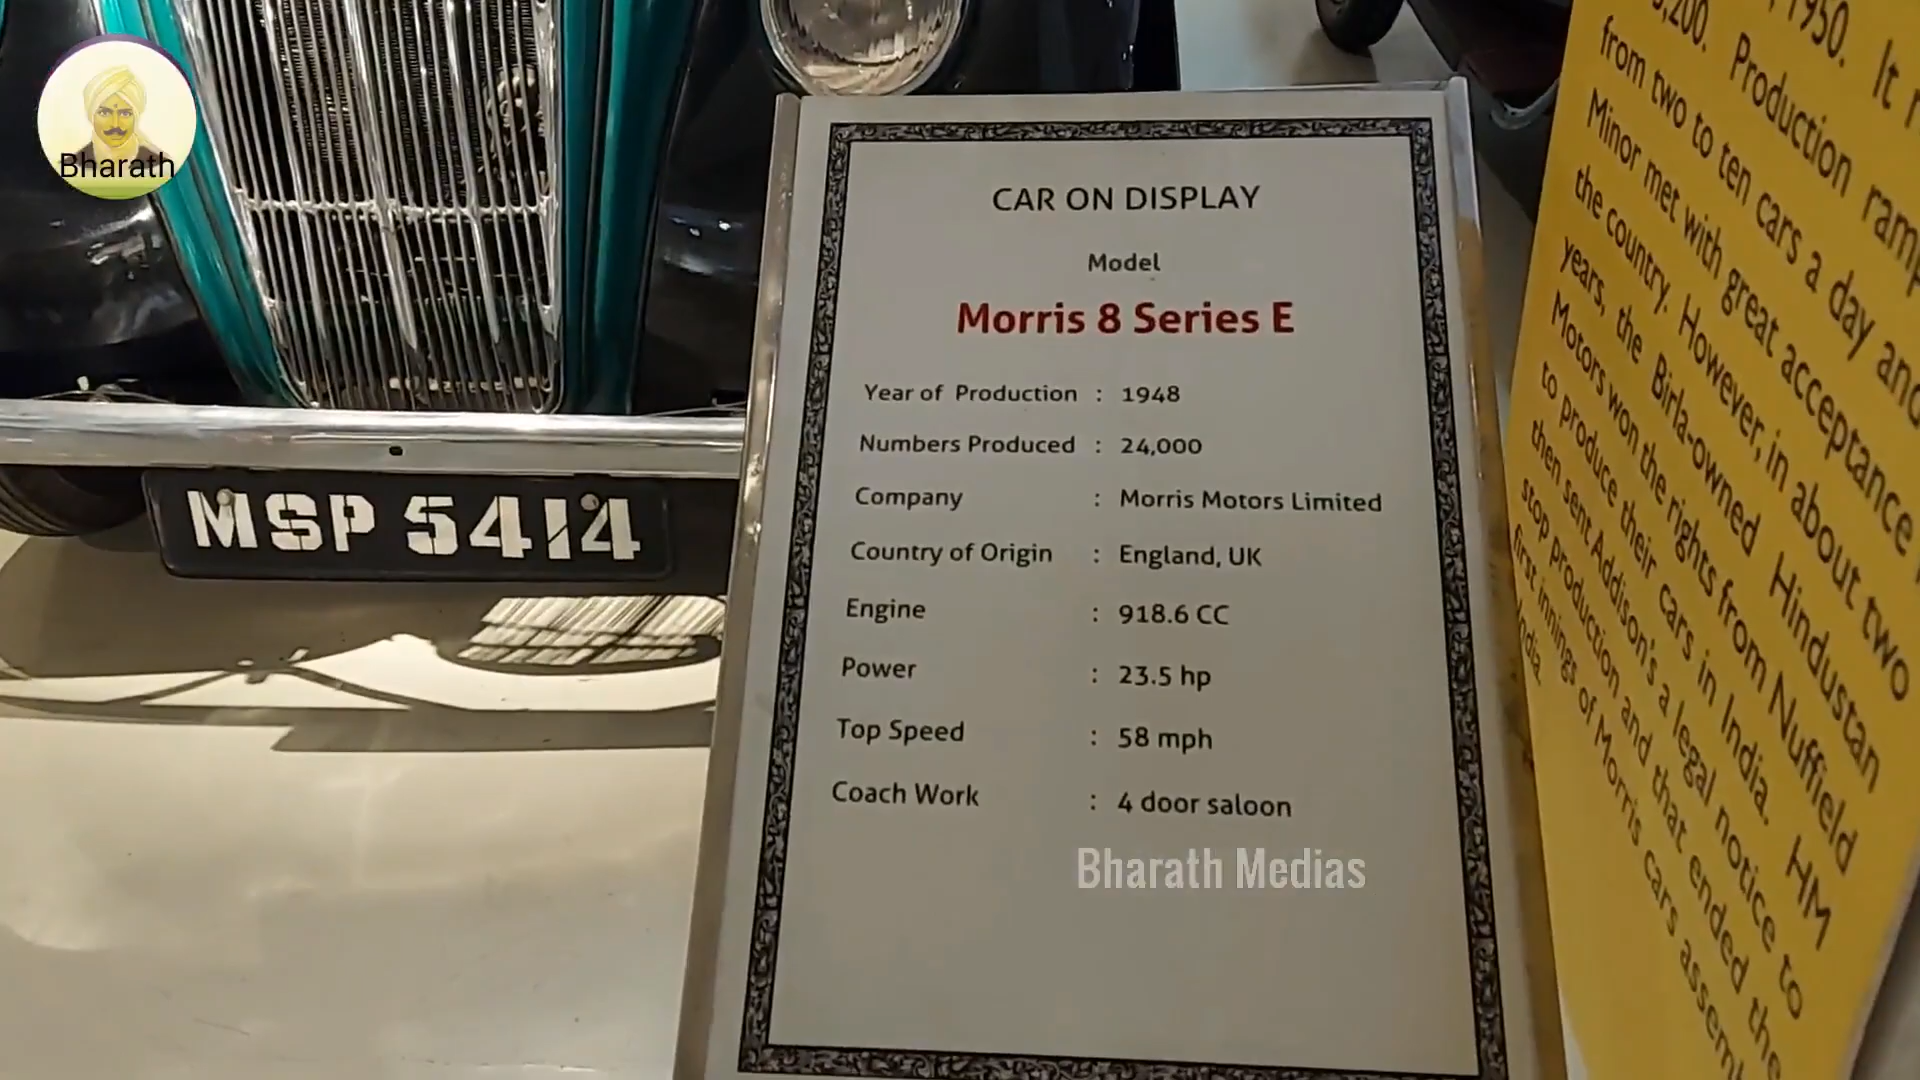 Bharath
MSP 5414
CAR ON DISPLAY
Model
Morris 8 Series E
Year of Production : 1948
Numbers Produced : 24,000
Company : Morris Motors Limited
Country of Origin : England, UK
Engine : 918.6 CC
Power : 23.5 hp
Top Speed : 58 mph
Coach Work : 4 door saloon
Bharath Medias
1950. It
Production
from two to ten cars a day and
Minor met with great acceptance
the country. However, in about two
years, the Birla-owned Hindustan
Motors won the rights from Nuffield
to produce their cars in India. HM
then sent Addison's a legal notice to
stop production and that ended the
first innings of Morris cars
India.